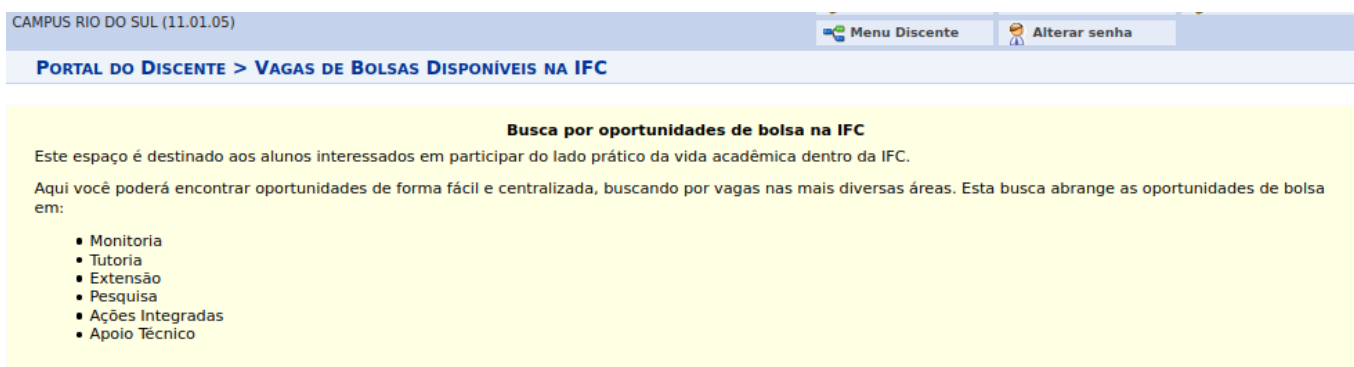 CAMPUS RIO DO SUL (11.01.05)
Menu Discente
Alterar senha
PORTAL DO DISCENTE > VAGAS DE BOLSAS DISPONÍVEIS NA IFC
Busca por oportunidades de bolsa na IFC
Este espaço é destinado aos alunos interessados em participar do lado prático da vida acadêmica dentro da IFC.
Aqui você poderá encontrar oportunidades de forma fácil e centralizada, buscando por vagas nas mais diversas áreas. Esta busca abrange as oportunidades de bolsa
em:
• Monitoria
• Tutoria
• Extensão
• Pesquisa
• Ações Integradas
• Apoio Técnico